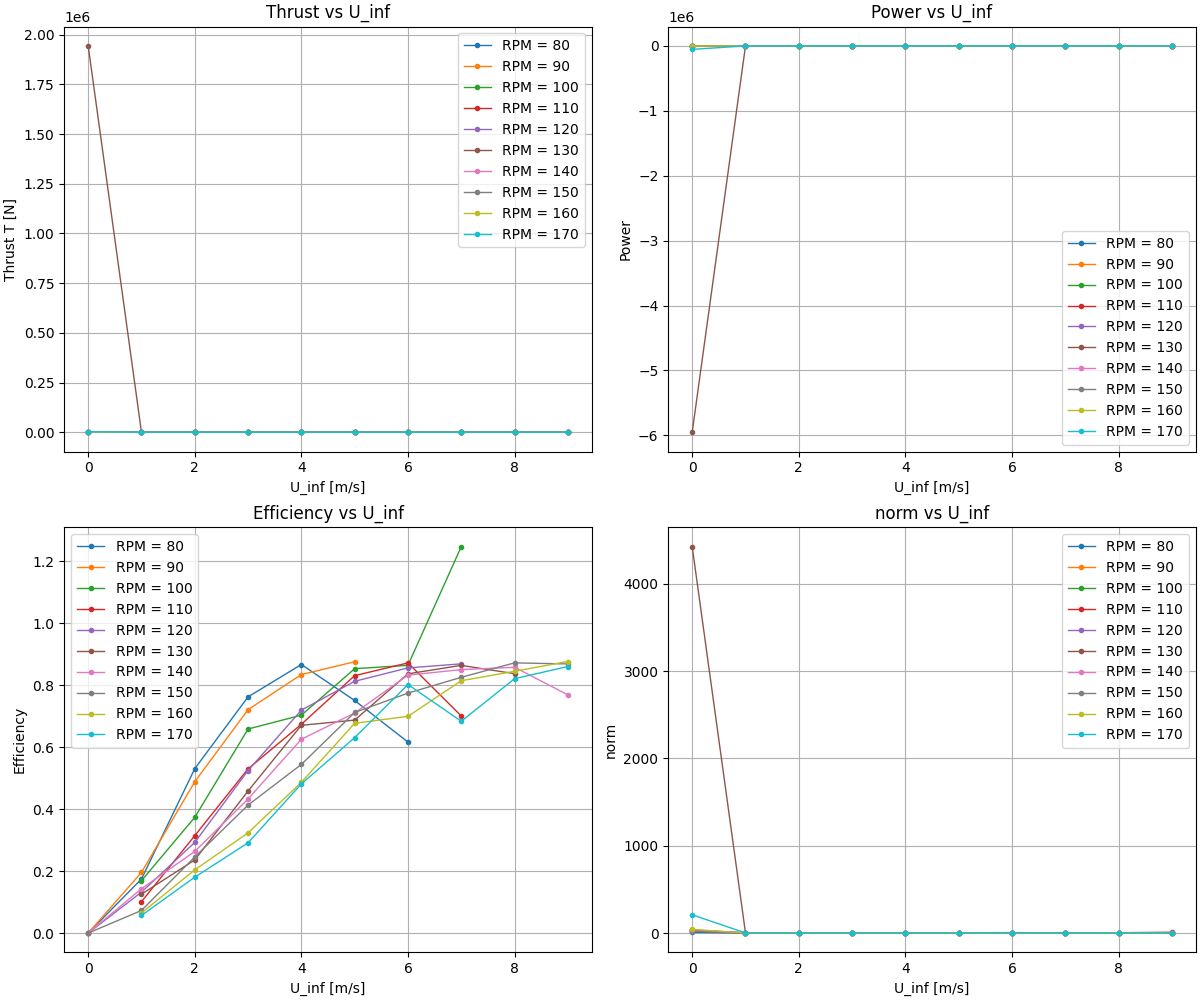 Thrust vs U_inf
1e6
2.00
1.75
1.50
1.25
1.00
0.75
0.50
0.25
0.00
Thrust T [N]
0 2 4 6 8
U_inf [m/s]
RPM = 80
RPM = 90
RPM = 100
RPM = 110
RPM = 120
RPM = 130
RPM = 140
RPM = 150
RPM = 160
RPM = 170
Power vs U_inf
1e6
0
−1
−2
−3
−4
−5
−6
Power
0 2 4 6 8
U_inf [m/s]
RPM = 80
RPM = 90
RPM = 100
RPM = 110
RPM = 120
RPM = 130
RPM = 140
RPM = 150
RPM = 160
RPM = 170
Efficiency vs U_inf
1.2
1.0
0.8
0.6
0.4
0.2
0.0
Efficiency
0 2 4 6 8
U_inf [m/s]
RPM = 80
RPM = 90
RPM = 100
RPM = 110
RPM = 120
RPM = 130
RPM = 140
RPM = 150
RPM = 160
RPM = 170
norm vs U_inf
4000
3000
2000
1000
0
norm
0 2 4 6 8
U_inf [m/s]
RPM = 80
RPM = 90
RPM = 100
RPM = 110
RPM = 120
RPM = 130
RPM = 140
RPM = 150
RPM = 160
RPM = 170